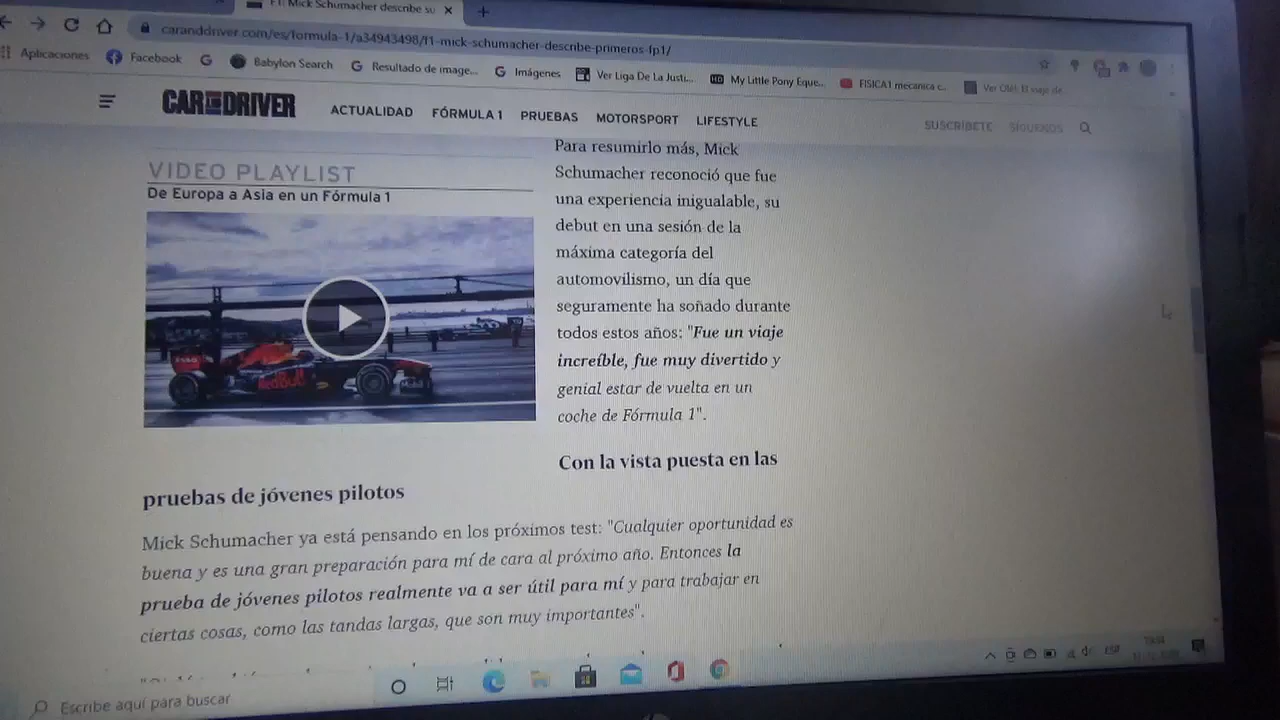 F1: Mick Schumacher describe su
caranddriver.com/es/formula-1/a34943498/f1-mick-schumacher-describe-primeros-fp1/
Aplicaciones Facebook Babylon Search Resultado de image... Imágenes Ver Liga De La Justi... My Little Pony Eque... FISICA1 mecanica c...
CAR AND DRIVER ACTUALIDAD FÓRMULA 1 PRUEBAS MOTORSPORT LIFESTYLE SUSCRÍBETE SÍGUENOS
VIDEO PLAYLIST
De Europa a Asia en un Fórmula 1
Red Bull
Para resumirlo más, Mick
Schumacher reconoció que fue
una experiencia inigualable, su
debut en una sesión de la
máxima categoría del
automovilismo, un día que
seguramente ha soñado durante
todos estos años: "Fue un viaje
increíble, fue muy divertido y
genial estar de vuelta en un
coche de Fórmula 1".
Con la vista puesta en las
pruebas de jóvenes pilotos
Mick Schumacher ya está pensando en los próximos test: "Cualquier oportunidad es
buena y es una gran preparación para mí de cara al próximo año. Entonces la
prueba de jóvenes pilotos realmente va a ser útil para mí y para trabajar en
ciertas cosas, como las tandas largas, que son muy importantes".
Escribe aquí para buscar
ESP